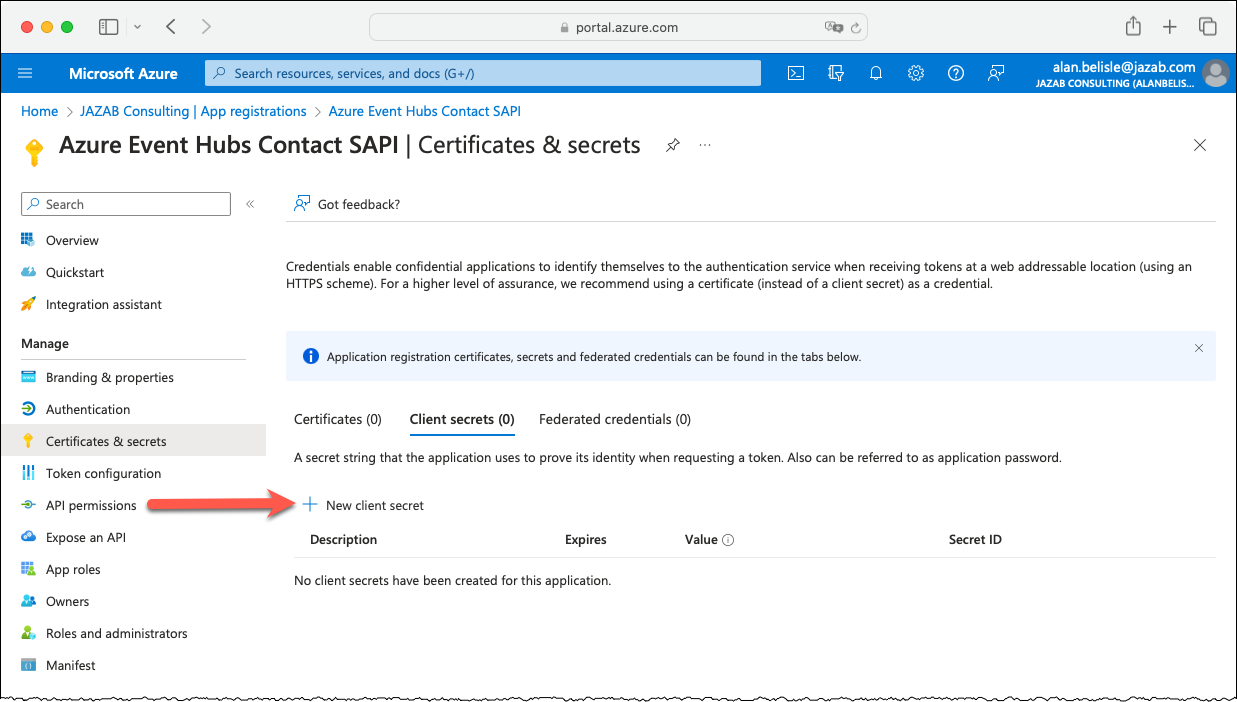 portal.azure.com
Microsoft Azure
Search resources, services, and docs (G+/)
alan.belisle@jazab.com
JAZAB CONSULTING (ALANBELIS...
Home > JAZAB Consulting | App registrations > Azure Event Hubs Contact SAPI
Azure Event Hubs Contact SAPI | Certificates & secrets
Search
Got feedback?
Overview
Quickstart
Integration assistant
Manage
Branding & properties
Authentication
Certificates & secrets
Token configuration
API permissions
Expose an API
App roles
Owners
Roles and administrators
Manifest
Credentials enable confidential applications to identify themselves to the authentication service when receiving tokens at a web addressable location (using an
HTTPS scheme). For a higher level of assurance, we recommend using a certificate (instead of a client secret) as a credential.
Application registration certificates, secrets and federated credentials can be found in the tabs below.
Certificates (0) Client secrets (0) Federated credentials (0)
A secret string that the application uses to prove its identity when requesting a token. Also can be referred to as application password.
New client secret
Description Expires Value Secret ID
No client secrets have been created for this application.